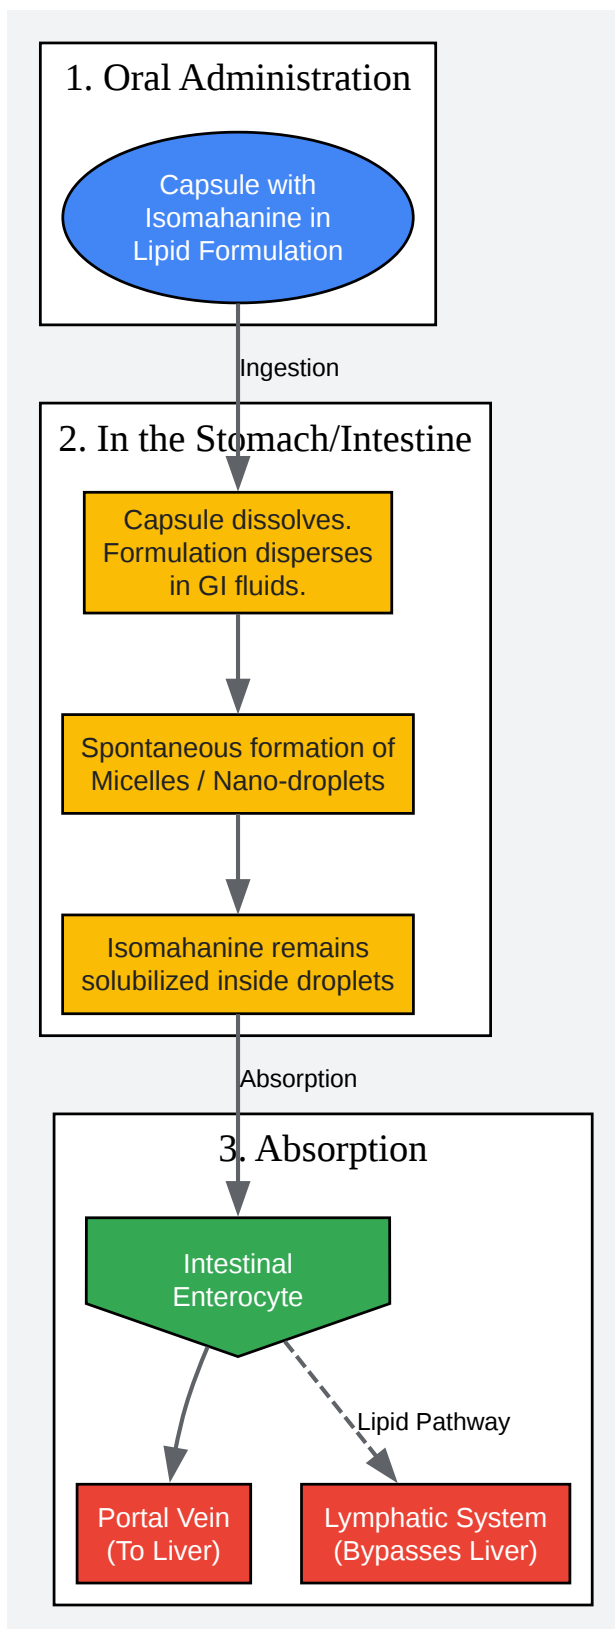 1. Oral Administration
Capsule with
Isomahanine in
Lipid Formulation
Ingestion
2. In the Stomach/Intestine
Capsule dissolves.
Formulation disperses
in GI fluids.
Spontaneous formation of
Micelles / Nano-droplets
Isomahanine remains
solubilized inside droplets
Absorption
3. Absorption
Intestinal
Enterocyte
Lipid Pathway
Portal Vein
(To Liver)
Lymphatic System
(Bypasses Liver)